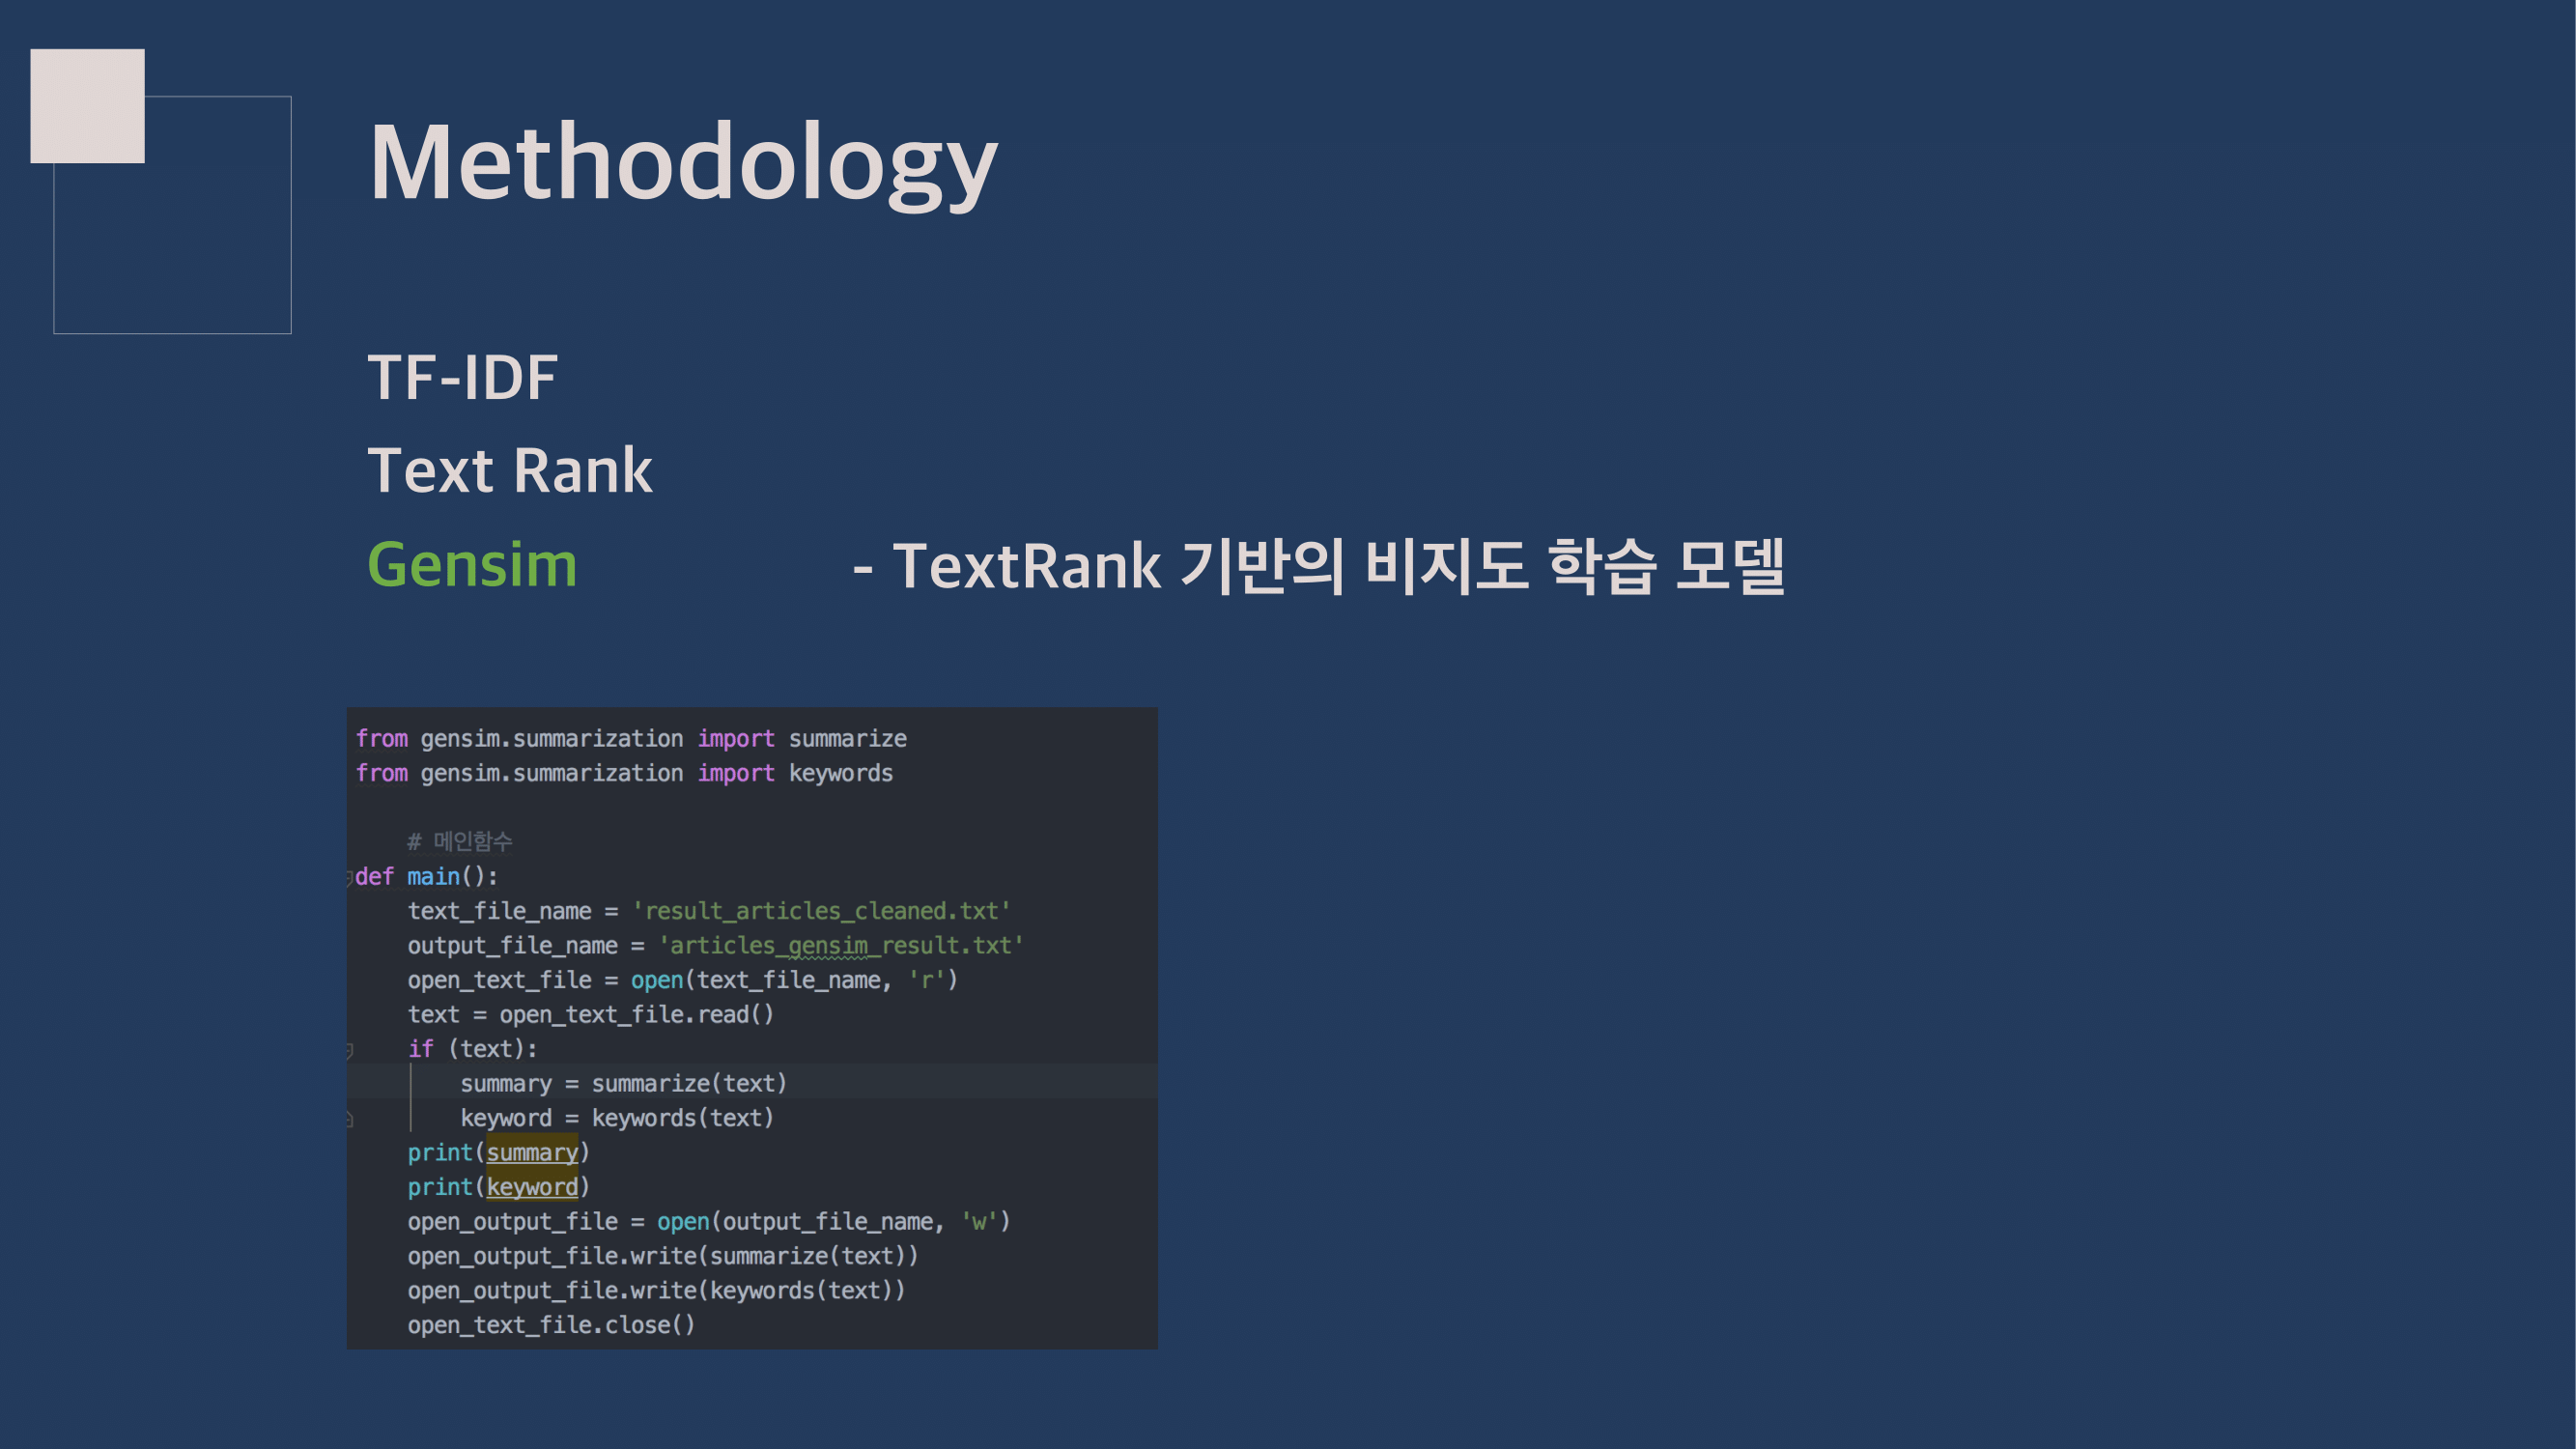 Methodology
TF-IDF
Text Rank
Gensim - TextRank 기반의 비지도 학습 모델
from gensim.summarization import summarize
from gensim.summarization import keywords
# 메인함수
def main():
text_file_name = 'result_articles_cleaned.txt'
output_file_name = 'articles_gensim_result.txt'
open_text_file = open(text_file_name, 'r')
text = open_text_file.read()
if (text):
summary = summarize(text)
keyword = keywords(text)
print(summary)
print(keyword)
open_output_file = open(output_file_name, 'w')
open_output_file.write(summarize(text))
open_output_file.write(keywords(text))
open_text_file.close()